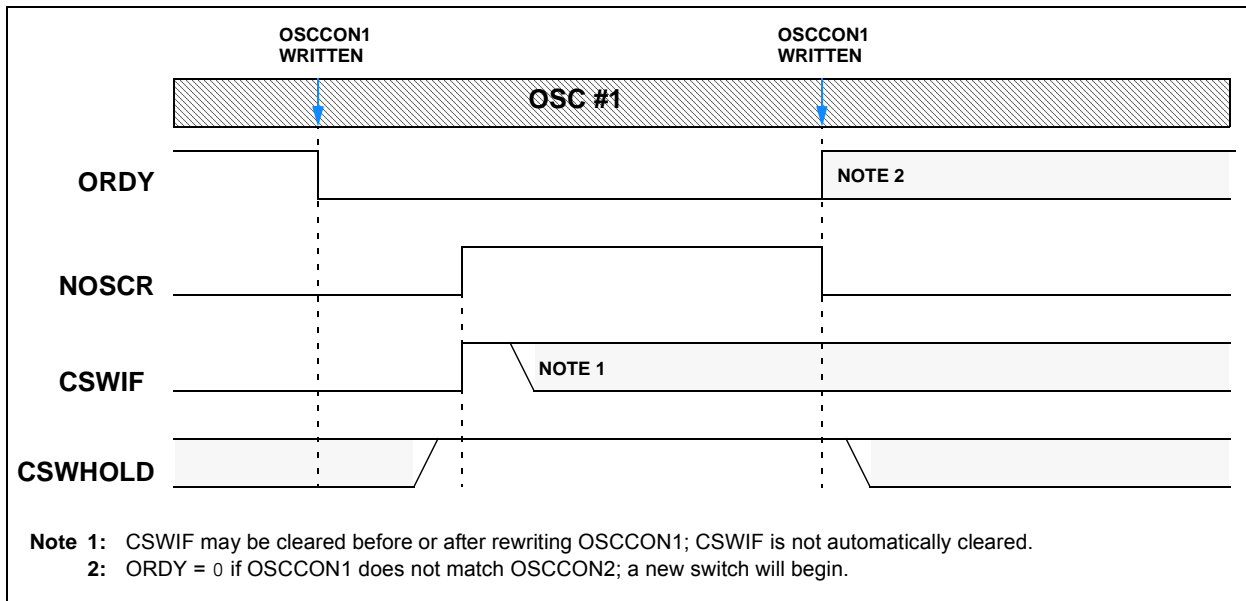 OSCCON1 OSCCON1
WRITTEN WRITTEN
OSC #1
ORDY NOTE 2
NOSCR
CSWIF NOTE 1
CSWHOLD
Note 1: CSWIF may be cleared before or after rewriting OSCCON1; CSWIF is not automatically cleared.
2: ORDY = 0 if OSCCON1 does not match OSCCON2; a new switch will begin.